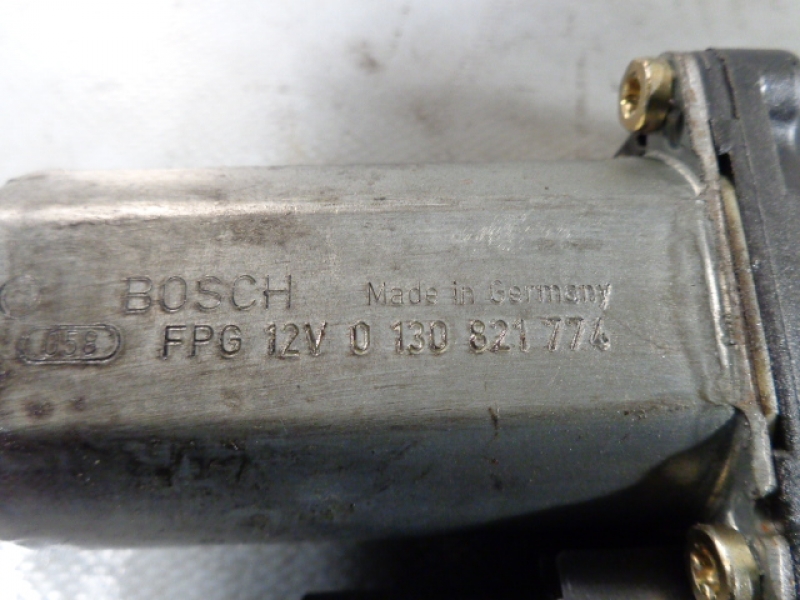 BOSCH Made in Germany
058 FPG 12V 0 130 821 774